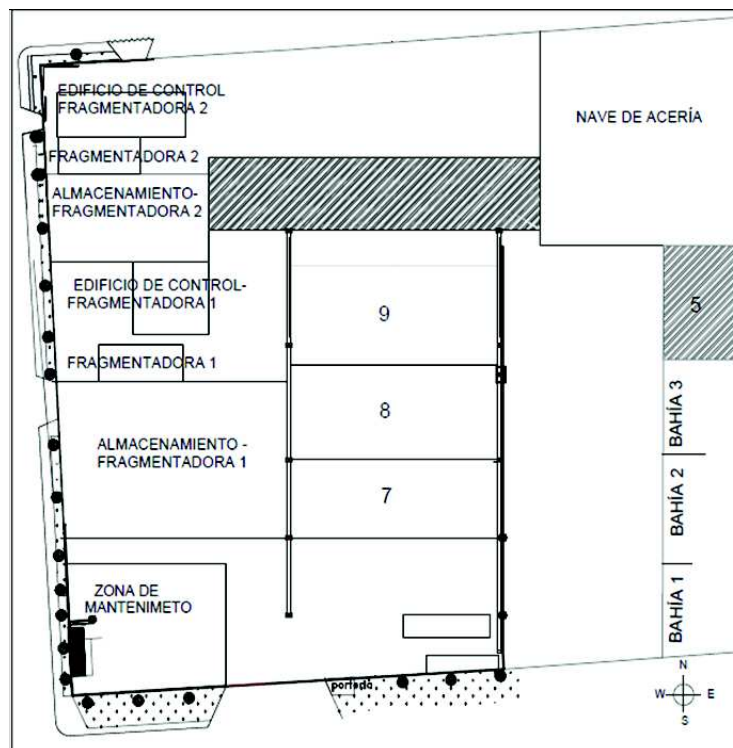 EDIFICIO DE CONTROL
FRAGMENTADORA 2
NAVE DE ACERÍA
FRAGMENTADORA 2
ALMACENAMIENTO-
FRAGMENTADORA 2
EDIFICIO DE CONTROL-
FRAGMENTADORA 1
5
9
FRAGMENTADORA 1
8
BAHÍA 3
ALMACENAMIENTO -
FRAGMENTADORA 1
7
BAHÍA 2
ZONA DE
MANTENIMETO
BAHÍA 1
portada
N
W
E
S